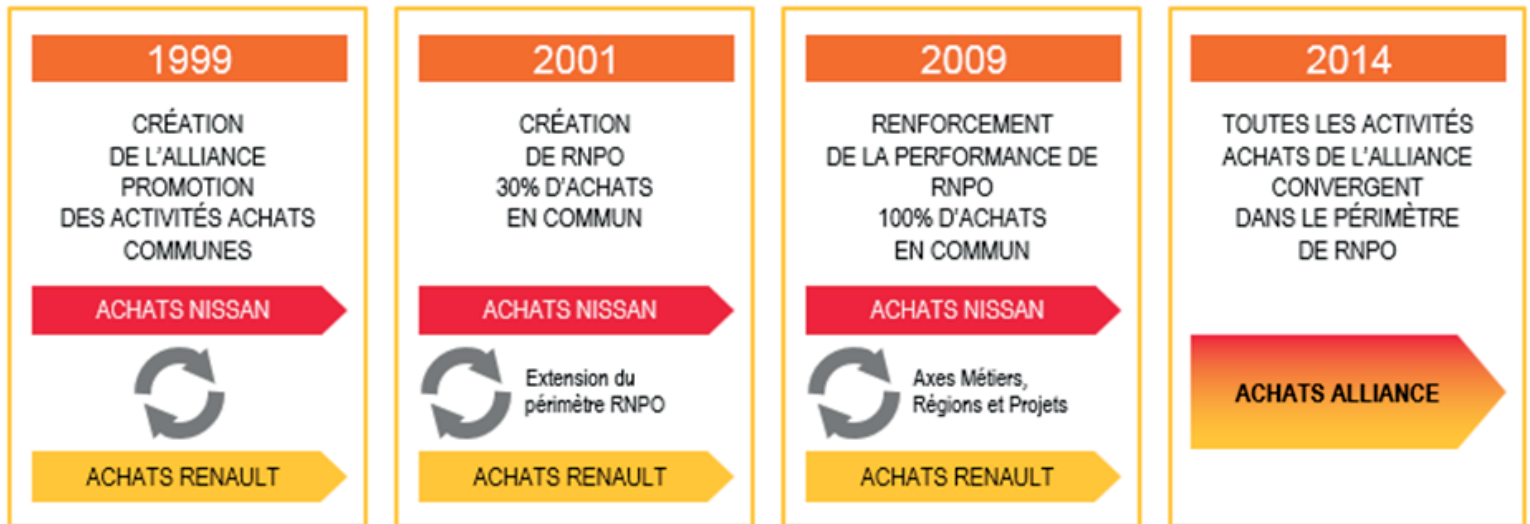 1999
CRÉATION
DE L'ALLIANCE
PROMOTION
DES ACTIVITÉS ACHATS
COMMUNES
ACHATS NISSAN
ACHATS RENAULT
2001
CRÉATION
DE RNPO
30% D'ACHATS
EN COMMUN
ACHATS NISSAN
Extension du
périmètre RNPO
ACHATS RENAULT
2009
RENFORCEMENT
DE LA PERFORMANCE DE
RNPO
100% D'ACHATS
EN COMMUN
ACHATS NISSAN
Axes Métiers,
Régions et Projets
ACHATS RENAULT
2014
TOUTES LES ACTIVITÉS
ACHATS DE L'ALLIANCE
CONVERGENT
DANS LE PÉRIMÈTRE
DE RNPO
ACHATS ALLIANCE